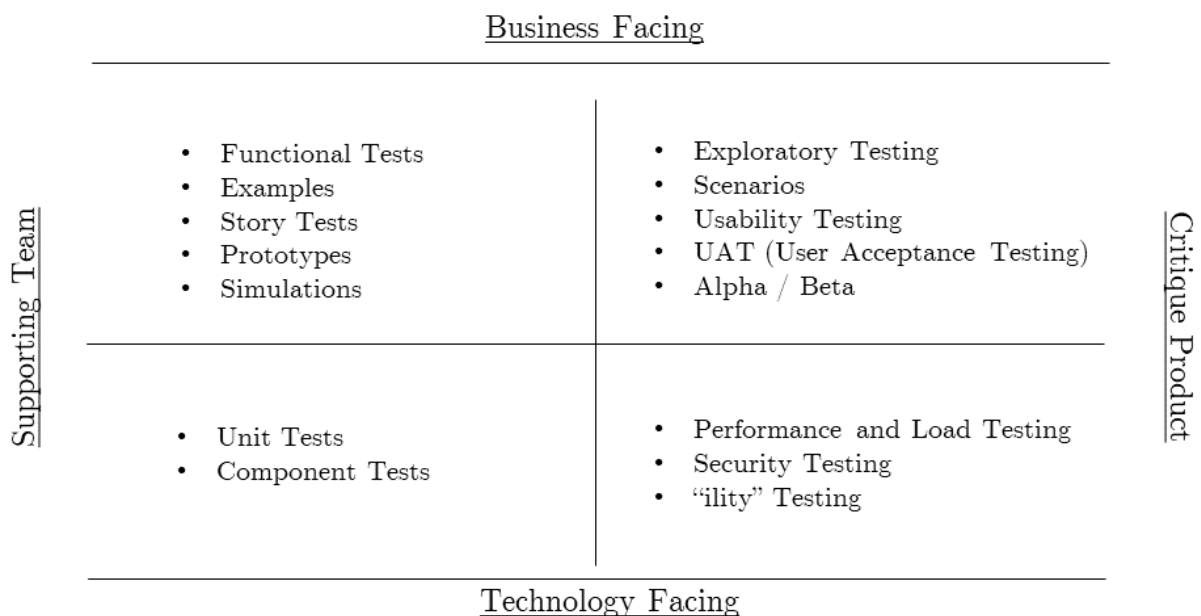 Business Facing
Supporting Team
• Functional Tests
• Examples
• Story Tests
• Prototypes
• Simulations
• Exploratory Testing
• Scenarios
• Usability Testing
• UAT (User Acceptance Testing)
• Alpha / Beta
Critique Product
• Unit Tests
• Component Tests
• Performance and Load Testing
• Security Testing
• “ility” Testing
Technology Facing